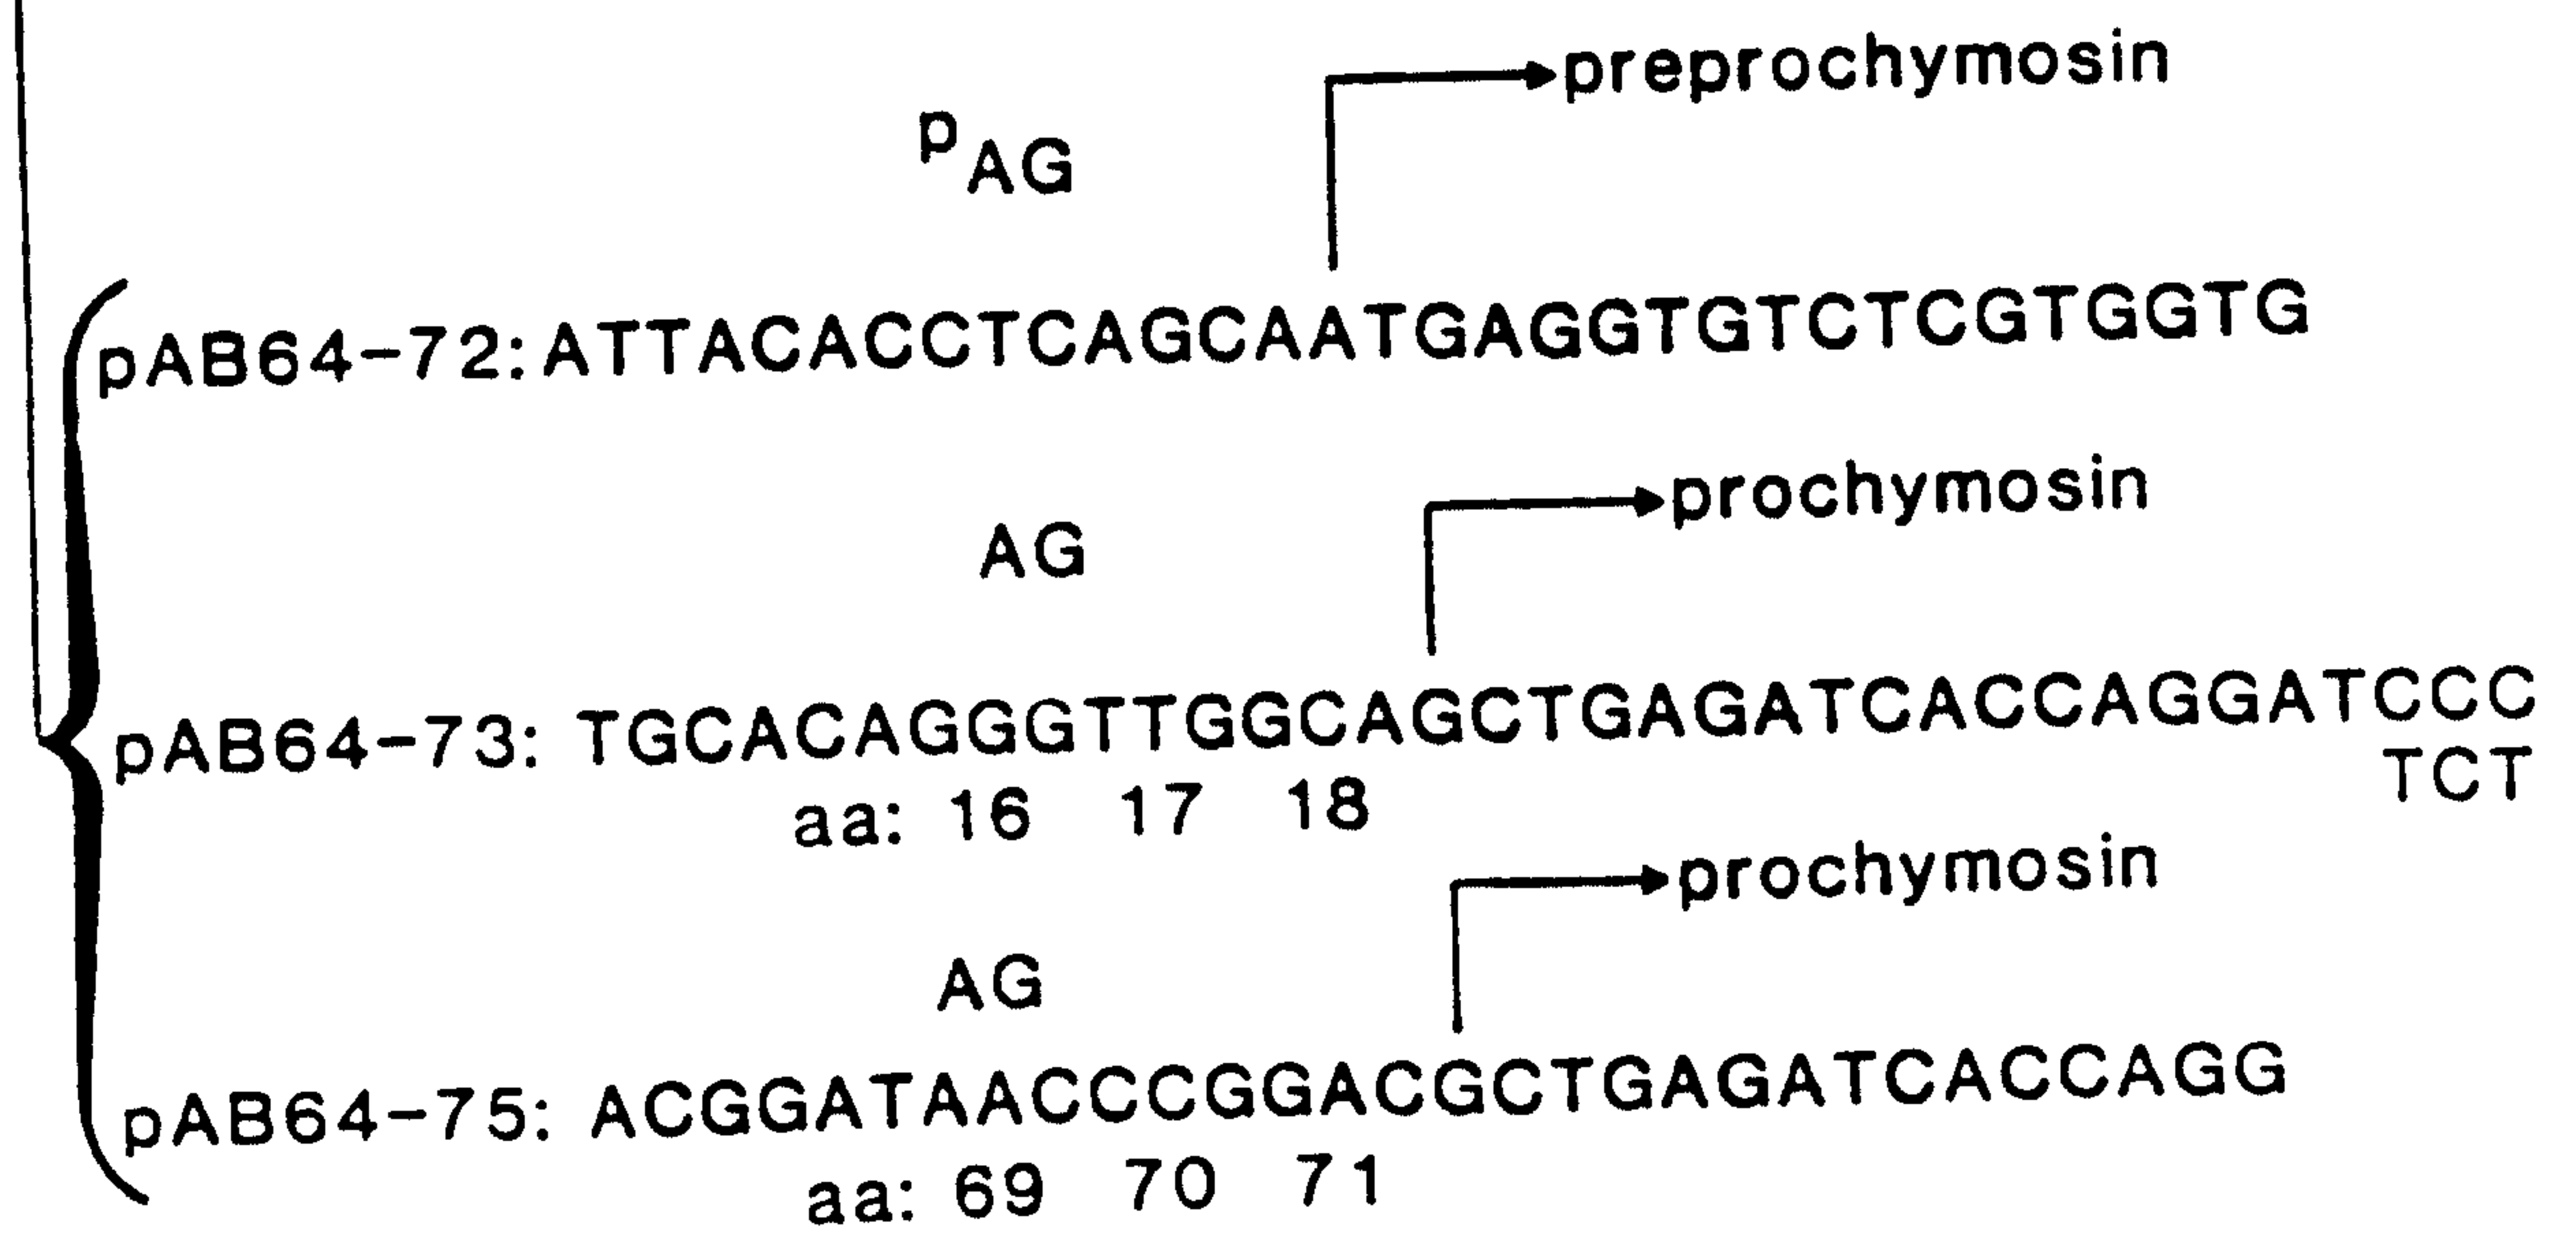 preprochymosin
pAG
pAB64-72: ATTACACCTCAGCAATGAGGTGTCTCGTGGTG
prochymosin
AG
pAB64-73: TGCACAGGGTTGGCAGCTGAGATCACCAGGATCCC
TCT
aa: 16 17 18
prochymosin
AG
pAB64-75: ACGGATAACCCGGACGCTGAGATCACCAGG
aa: 69 70 71